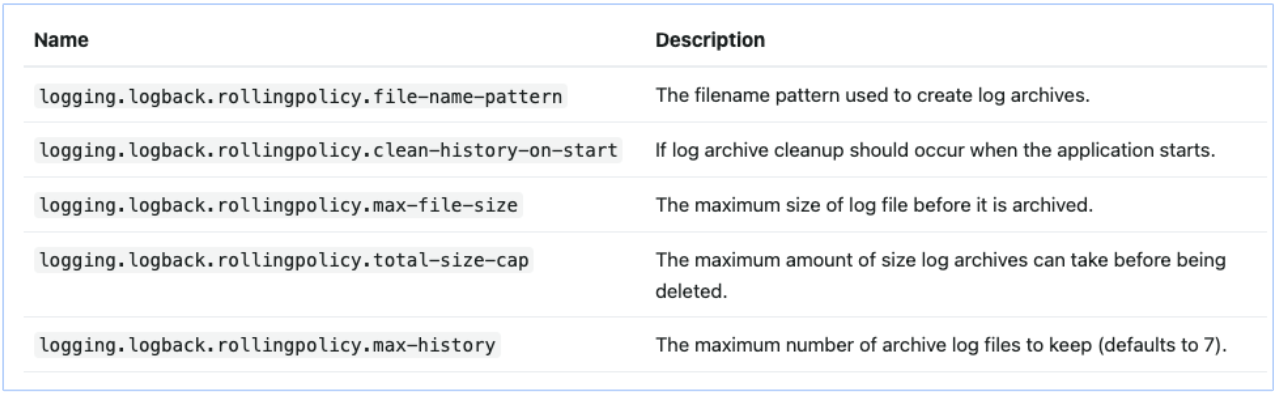 Name Description
logging.logback.rollingpolicy.file-name-pattern The filename pattern used to create log archives.
logging.logback.rollingpolicy.clean-history-on-start If log archive cleanup should occur when the application starts.
logging.logback.rollingpolicy.max-file-size The maximum size of log file before it is archived.
logging.logback.rollingpolicy.total-size-cap The maximum amount of size log archives can take before being
deleted.
logging.logback.rollingpolicy.max-history The maximum number of archive log files to keep (defaults to 7).